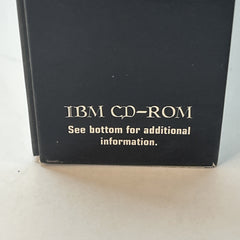 IBM CD-ROM
See bottom for additional
information.